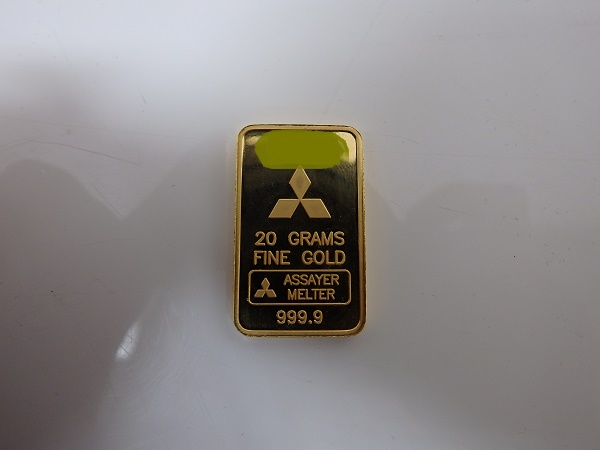 20 GRAMS
FINE GOLD
ASSAYER
MELTER
999.9